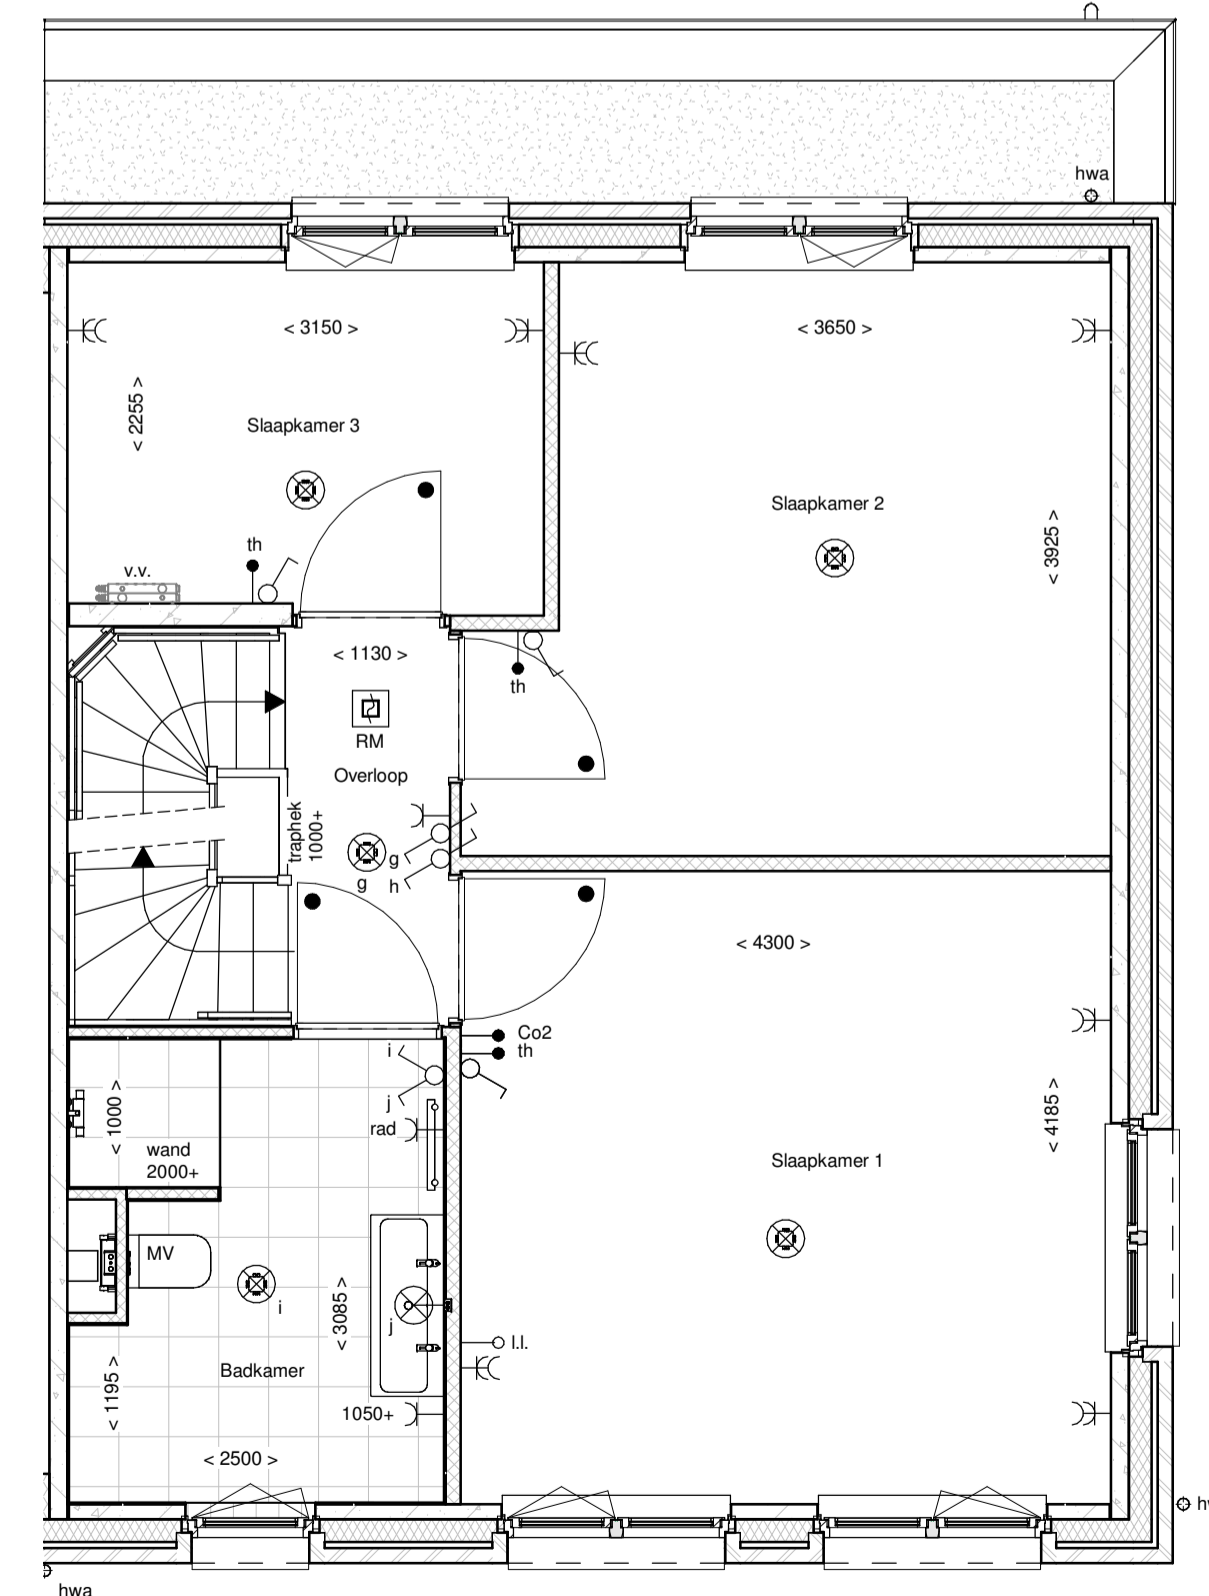 hwa
< 3150 >
< 3650 >
< 2255 >
Slaapkamer 3
Slaapkamer 2
< 3925 >
th
v.v.
< 1130 >
th
RM
Overloop
traphek
1000+
g
g
h
< 4300 >
Co2
th
i
j
rad
< 1000 >
wand
2000+
< 4185 >
Slaapkamer 1
MV
i
< 3085 >
j
l.l.
Badkamer
< 1195 >
1050+
< 2500 >
hwa